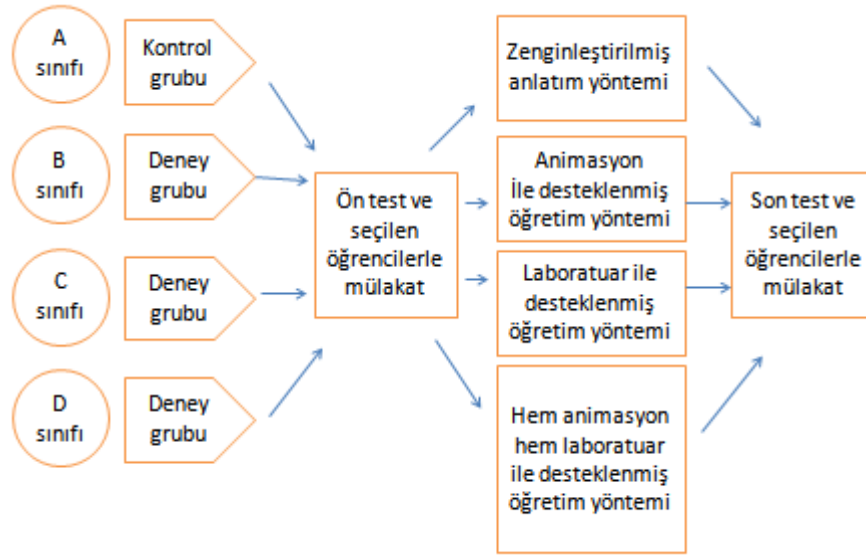 A
sınıfı
Kontrol
grubu
B
sınıfı
Deney
grubu
C
sınıfı
Deney
grubu
D
sınıfı
Deney
grubu
Ön test ve
seçilen
öğrencilerle
mülakat
Zenginleştirilmiş
anlatım yöntemi
Animasyon
İle desteklenmiş
öğretim yöntemi
Laboratuar ile
desteklenmiş
öğretim yöntemi
Hem animasyon
hem laboratuar
ile desteklenmiş
öğretim yöntemi
Son test ve
seçilen
öğrencilerle
mülakat